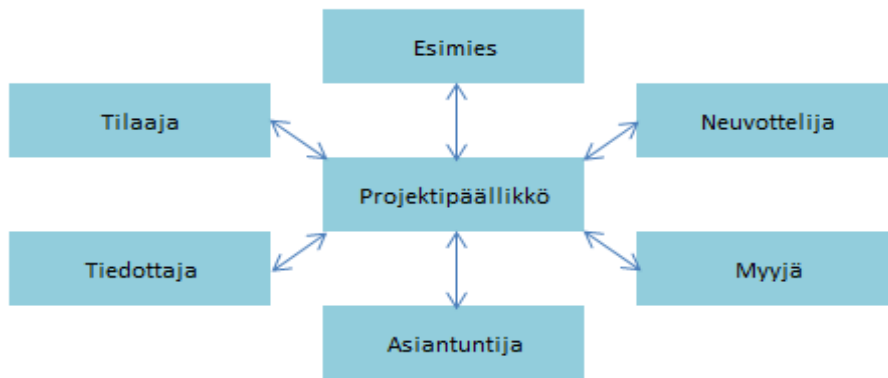 Esimies
Tilaaja
Neuvottelija
Projektipäällikkö
Tiedottaja
Myyjä
Asiantuntija